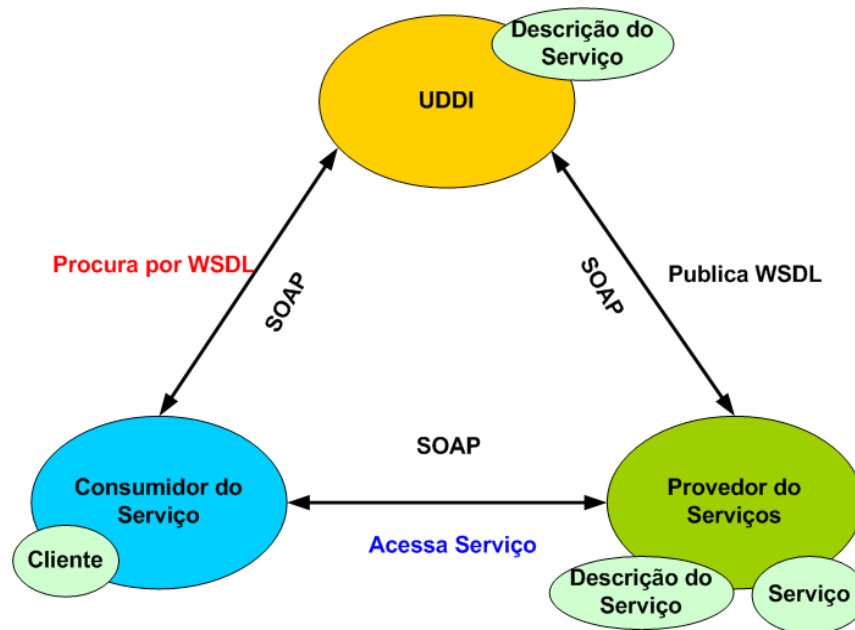 Descrição do
Serviço
UDDI
Procura por WSDL
SOAP
SOAP
Publica WSDL
SOAP
Consumidor do
Serviço
Provedor do
Serviços
Acessa Serviço
Cliente
Descrição do
Serviço
Serviço